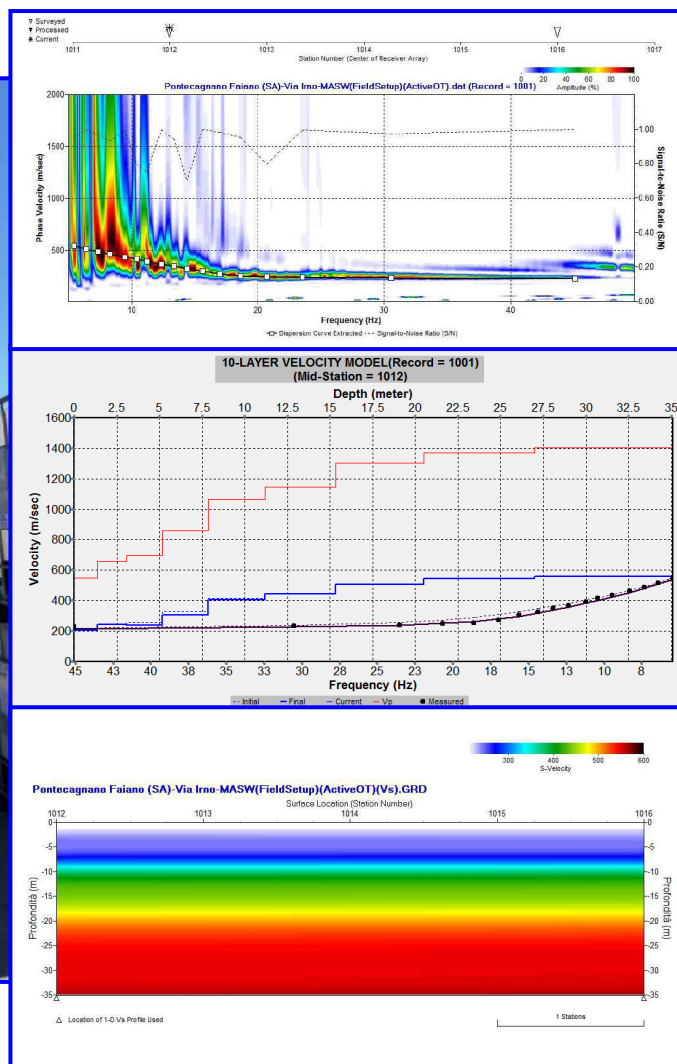 ▽ Surveyed
▼ Processed
✳ Current
1011 1012 1013 1014 1015 1016 1017
Station Number (Center of Receiver Array)
0 20 40 60 80 100
Amplitude (%)
Pontecagnano Faiano (SA)-Via Irno-MASW(FieldSetup)(ActiveOT).dat (Record = 1001)
2000
1500
1000
500
Phase Velocity (m/sec)
1.00
0.80
0.60
0.40
0.20
0.00
Signal-to-Noise Ratio (S/N)
10 20 30 40
Frequency (Hz)
Dispersion Curve Extracted Signal-to-Noise Ratio (S/N)
10-LAYER VELOCITY MODEL(Record = 1001)
(Mid-Station = 1012)
Depth (meter)
0 2.5 5 7.5 10 12.5 15 17.5 20 22.5 25 27.5 30 32.5 35
1600
1400
1200
1000
800
600
400
200
0
Velocity (m/sec)
45 43 40 38 35 33 30 28 25 23 20 18 15 13 10 8
Frequency (Hz)
Initial Final Current Vp Measured
300 400 500 600
S-Velocity
Pontecagnano Faiano (SA)-Via Irno-MASW(FieldSetup)(ActiveOT)(Vs).GRD
Surface Location (Station Number)
1012 1013 1014 1015 1016
0 0
-5 -5
-10 -10
-15 -15
-20 -20
-25 -25
-30 -30
-35 -35
Profondità (m)
Profondità (m)
△ Location of 1-D Vs Profile Used
1 Stations